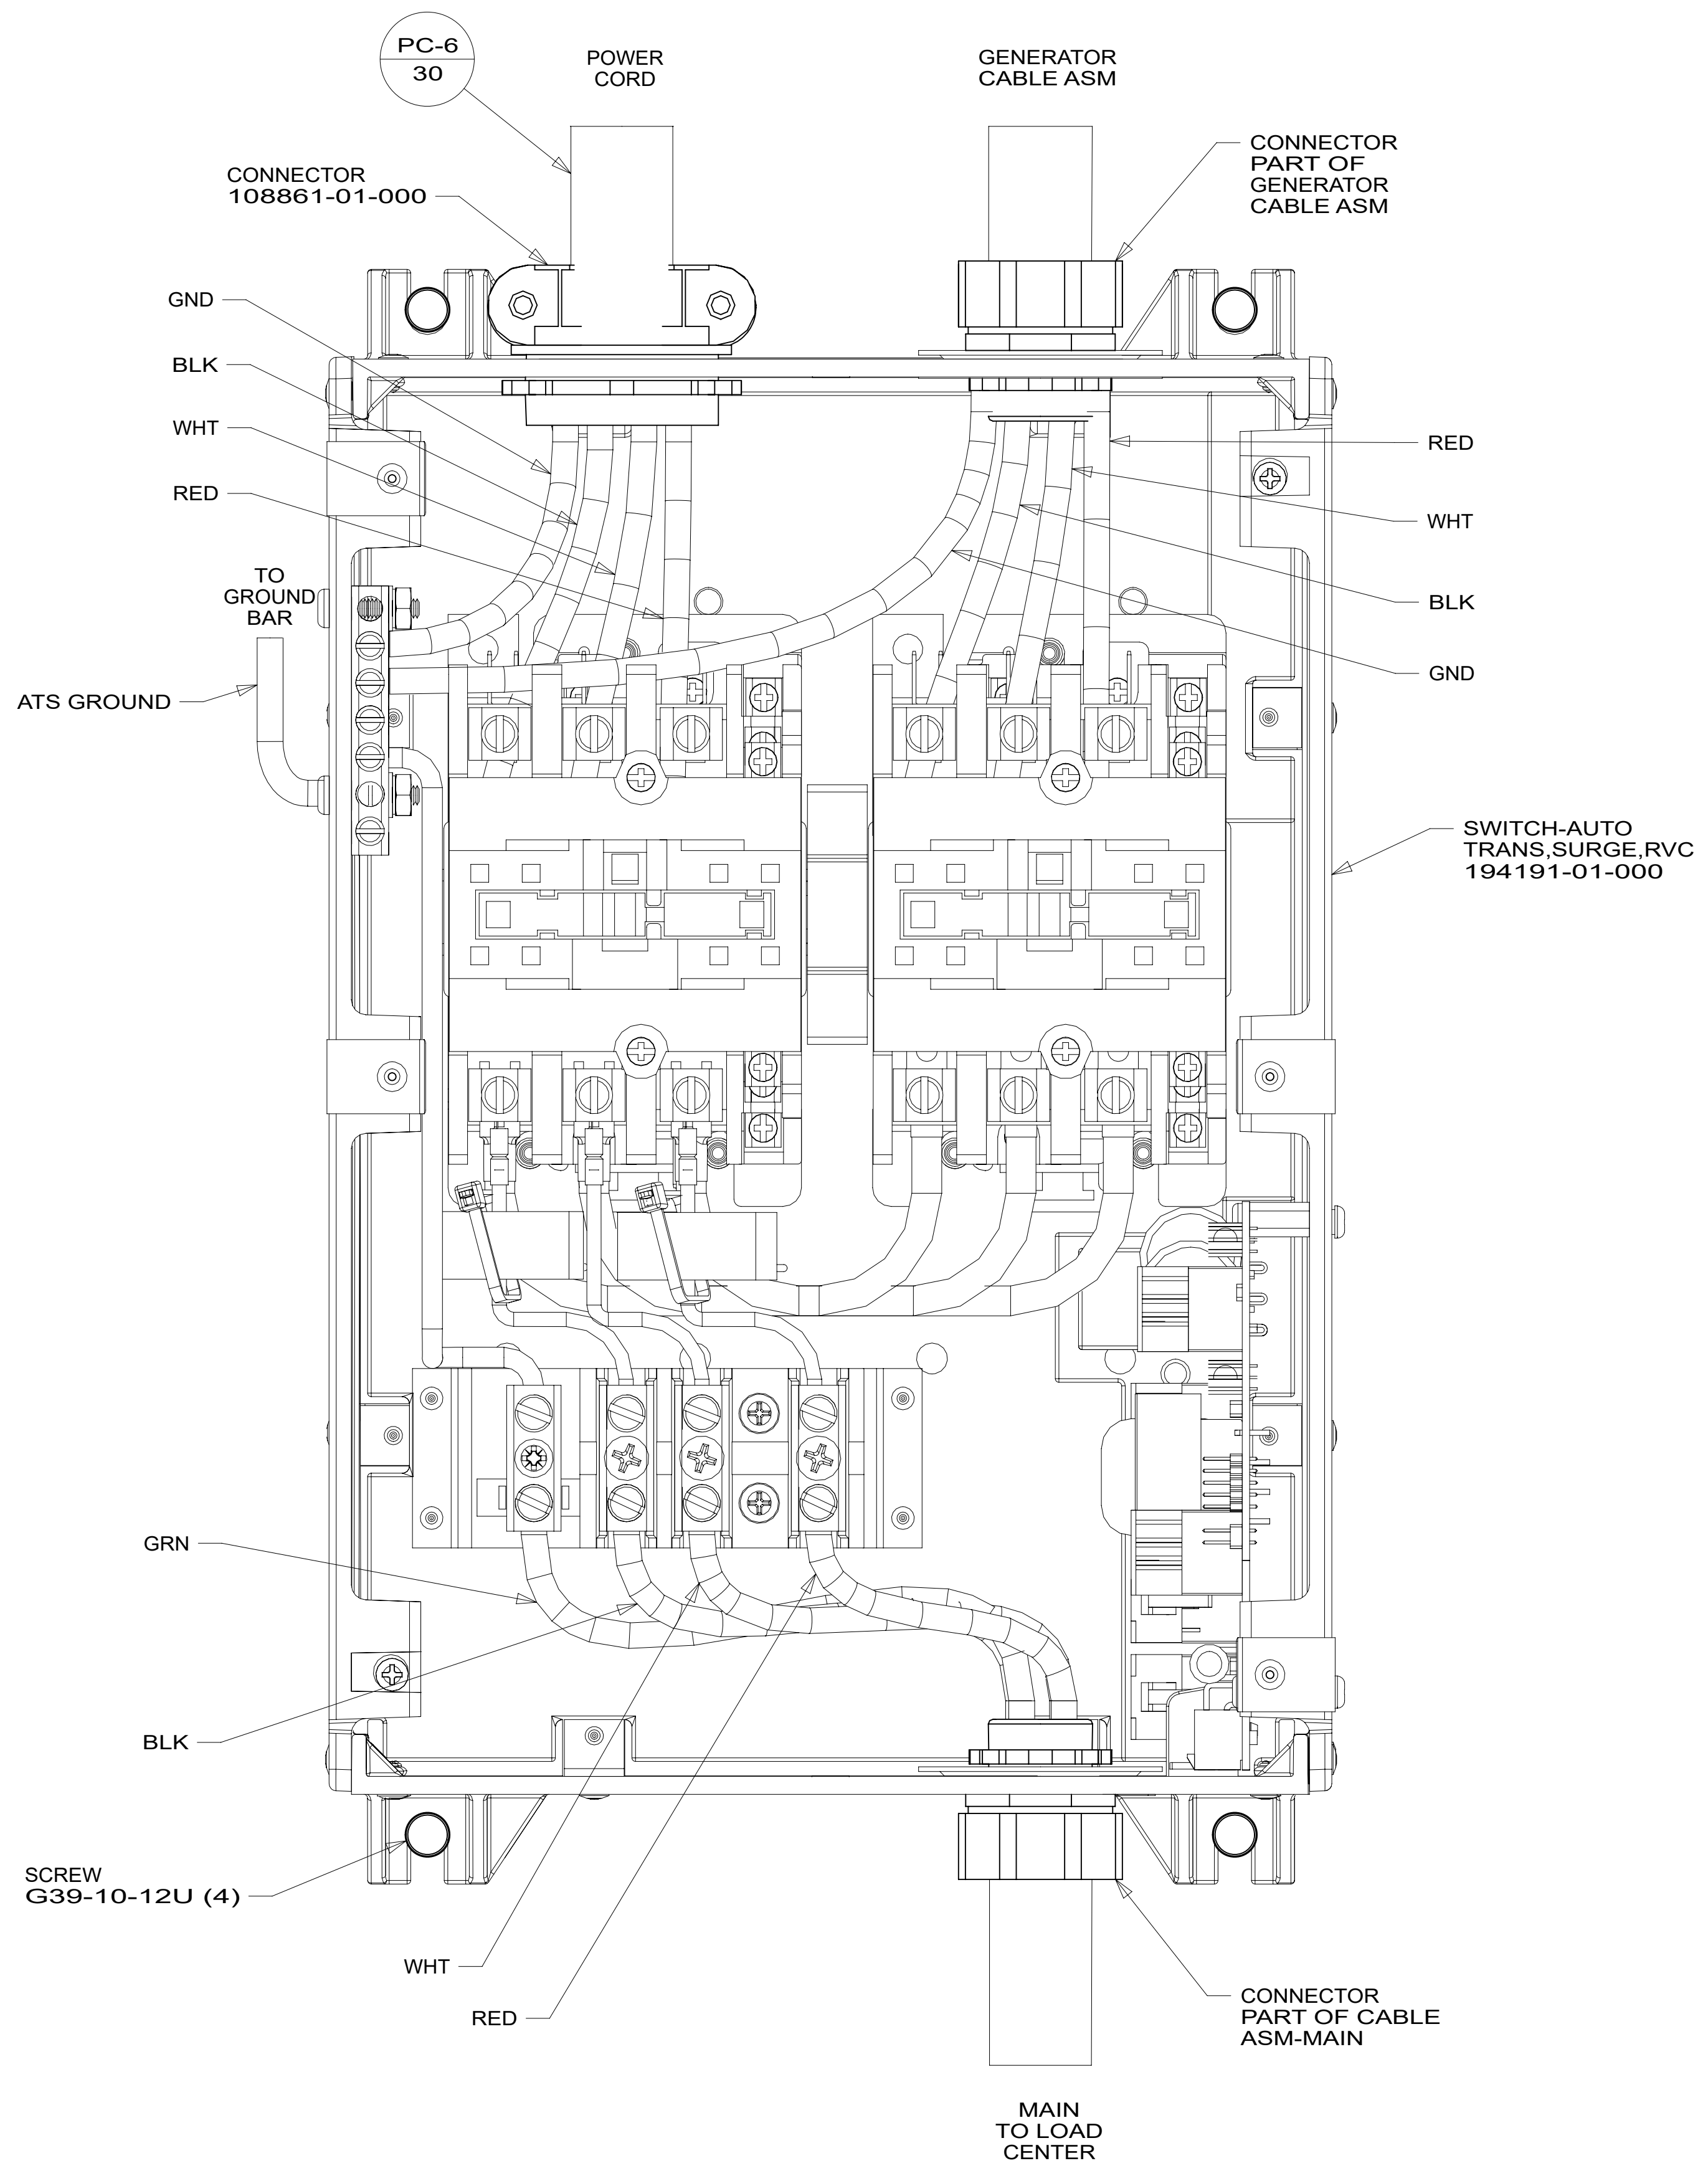 PC-6
30
POWER
CORD
GENERATOR
CABLE ASM
CONNECTOR
PART OF
GENERATOR
CABLE ASM
CONNECTOR
108861-01-000
GND
BLK
WHT
RED
TO
GROUND
BAR
ATS GROUND
RED
WHT
BLK
GND
SWITCH-AUTO
TRANS,SURGE,RVC
194191-01-000
GRN
BLK
SCREW
G39-10-12U (4)
WHT
RED
CONNECTOR
PART OF CABLE
ASM-MAIN
MAIN
TO LOAD
CENTER